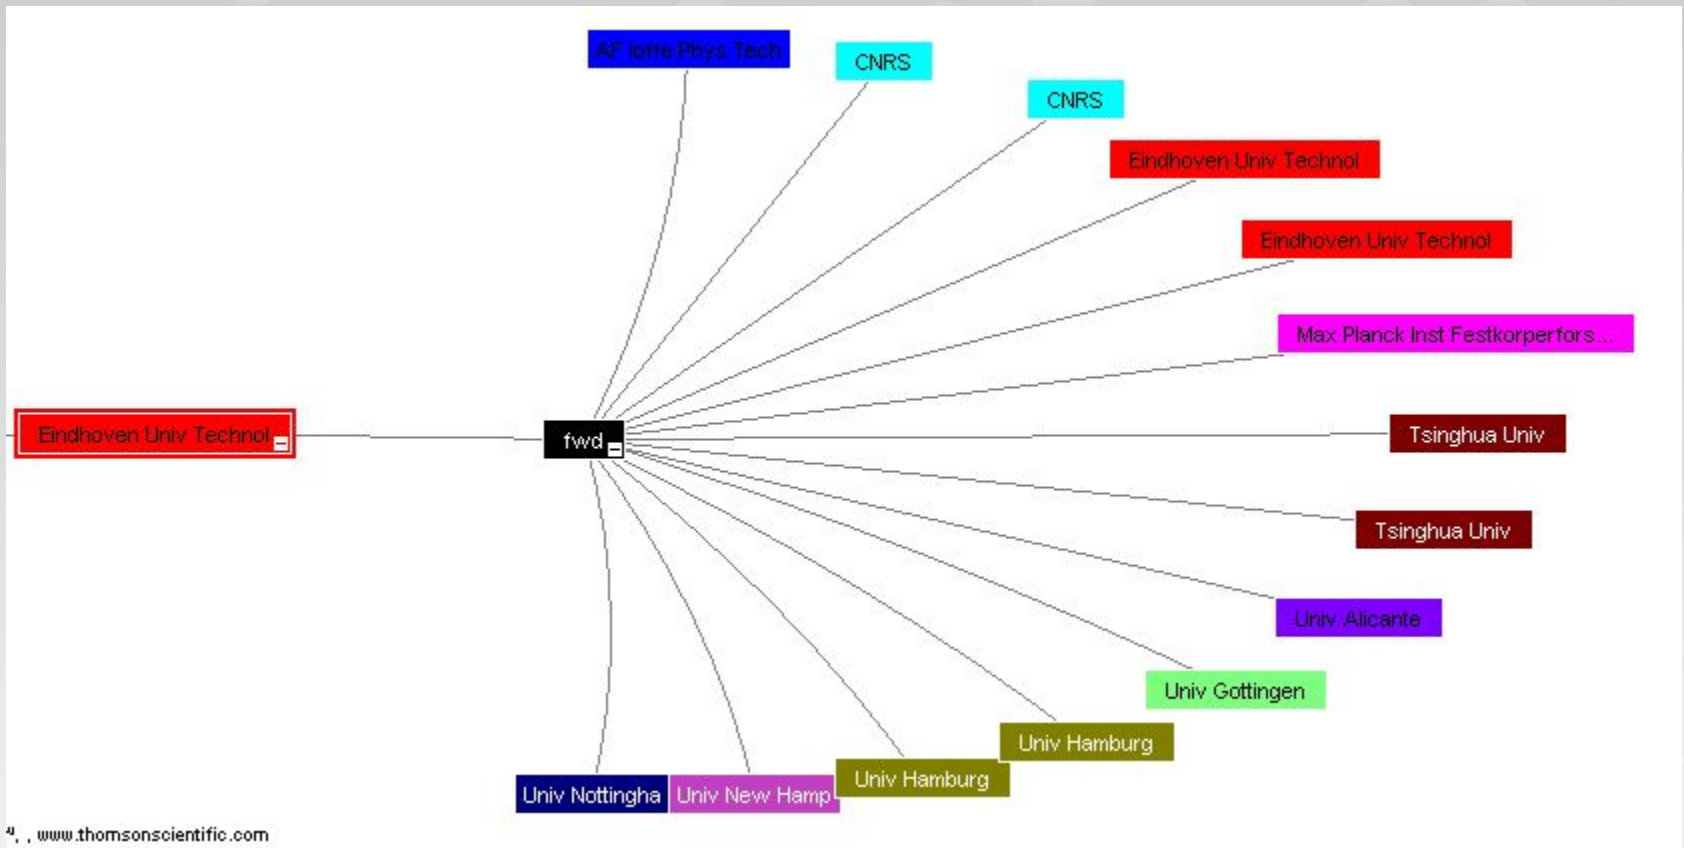 AF Ioffe Phys Tech
CNRS
CNRS
Eindhoven Univ Technol
Eindhoven Univ Technol
Max Planck Inst Festkorperfors...
Eindhoven Univ Technol
fwd
Tsinghua Univ
Tsinghua Univ
Univ Alicante
Univ Gottingen
Univ Hamburg
Univ Hamburg
Univ Nottingha
Univ New Hamp
, , www.thomsonscientific.com